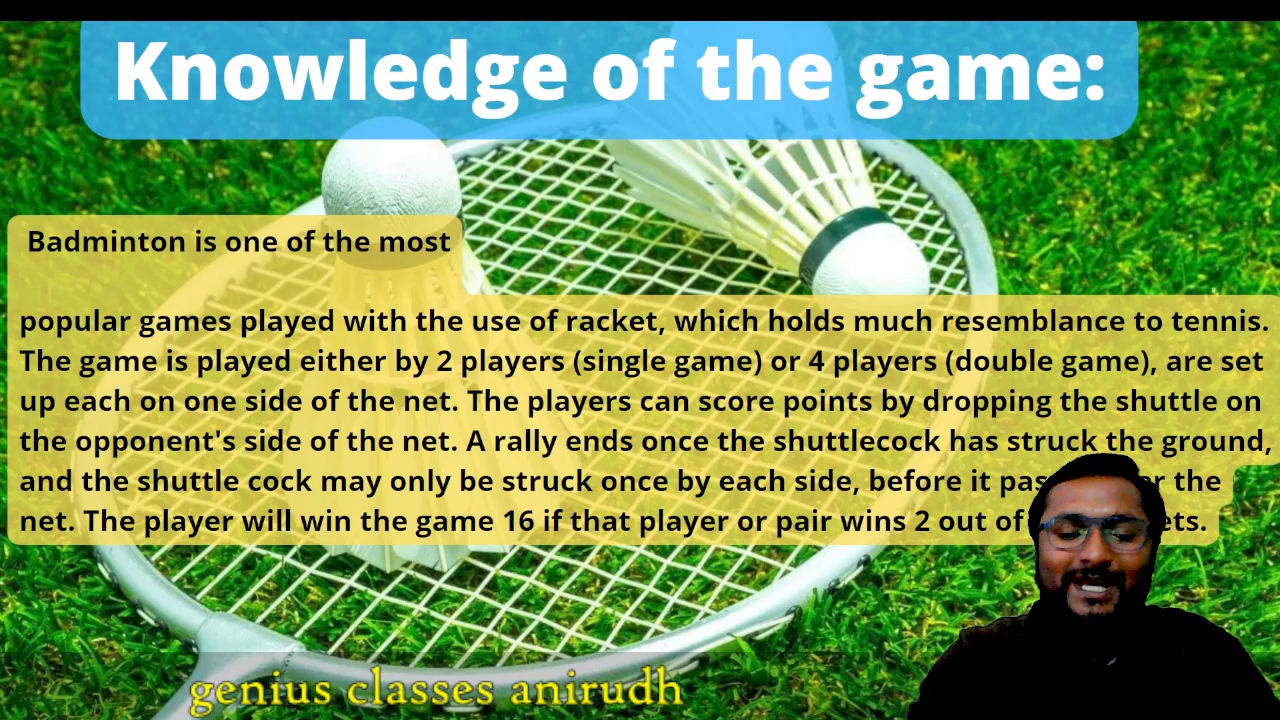 Knowledge of the game:
Badminton is one of the most
popular games played with the use of racket, which holds much resemblance to tennis.
The game is played either by 2 players (single game) or 4 players (double game), are set
up each on one side of the net. The players can score points by dropping the shuttle on
the opponent's side of the net. A rally ends once the shuttlecock has struck the ground,
and the shuttle cock may only be struck once by each side, before it the
net. The player will win the game 16 if that player or pair wins 2 out of
genius classes anirudh